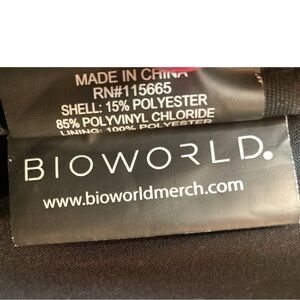 MADE IN CHINA
RN#115665
SHELL: 15% POLYESTER
85% POLYVINYL CHLORIDE
LINING: 100% POLYESTER
BIOWORLD.
www.bioworldmerch.com